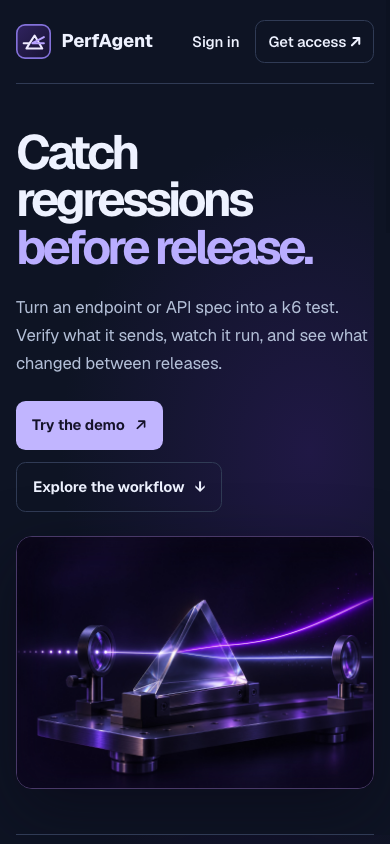 PerfAgent
Sign in
Get access ↗
Catch
regressions
before release.
Turn an endpoint or API spec into a k6 test.
Verify what it sends, watch it run, and see what
changed between releases.
Try the demo ↗
Explore the workflow ↓